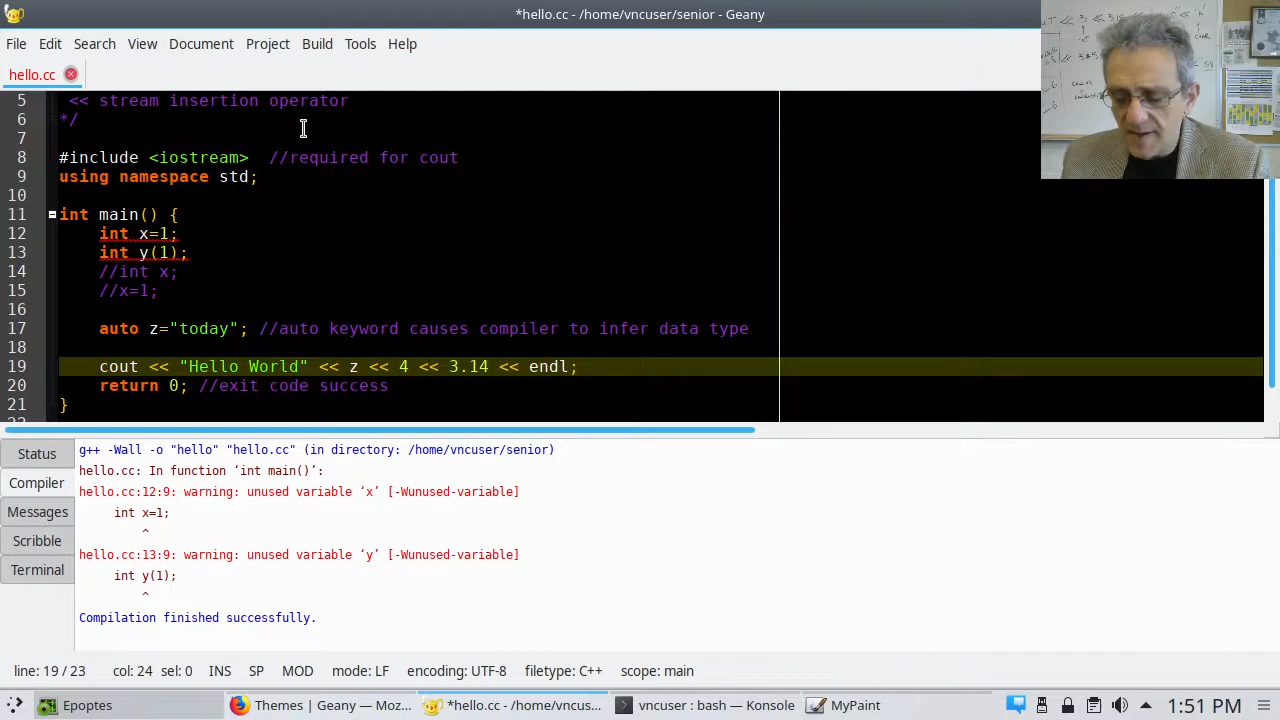 *hello.cc - /home/vncuser/senior - Geany
File Edit Search View Document Project Build Tools Help
hello.cc
5 << stream insertion operator
6 */
7
8 #include <iostream>  //required for cout
9 using namespace std;
10
11 int main() {
12     int x=1;
13     int y(1);
14     //int x;
15     //x=1;
16
17     auto z="today"; //auto keyword causes compiler to infer data type
18
19     cout << "Hello World" << z << 4 << 3.14 << endl;
20     return 0; //exit code success
21 }
Status
Compiler
Messages
Scribble
Terminal
g++ -Wall -o "hello" "hello.cc" (in directory: /home/vncuser/senior)
hello.cc: In function ‘int main()’:
hello.cc:12:9: warning: unused variable ‘x’ [-Wunused-variable]
int x=1;
^
hello.cc:13:9: warning: unused variable ‘y’ [-Wunused-variable]
int y(1);
^
Compilation finished successfully.
line: 19 / 23 col: 24 sel: 0 INS SP MOD mode: LF encoding: UTF-8 filetype: C++ scope: main
Epoptes Themes | Geany — Moz... *hello.cc - /home/vncus... vncuser : bash — Konsole MyPaint 1:51 PM